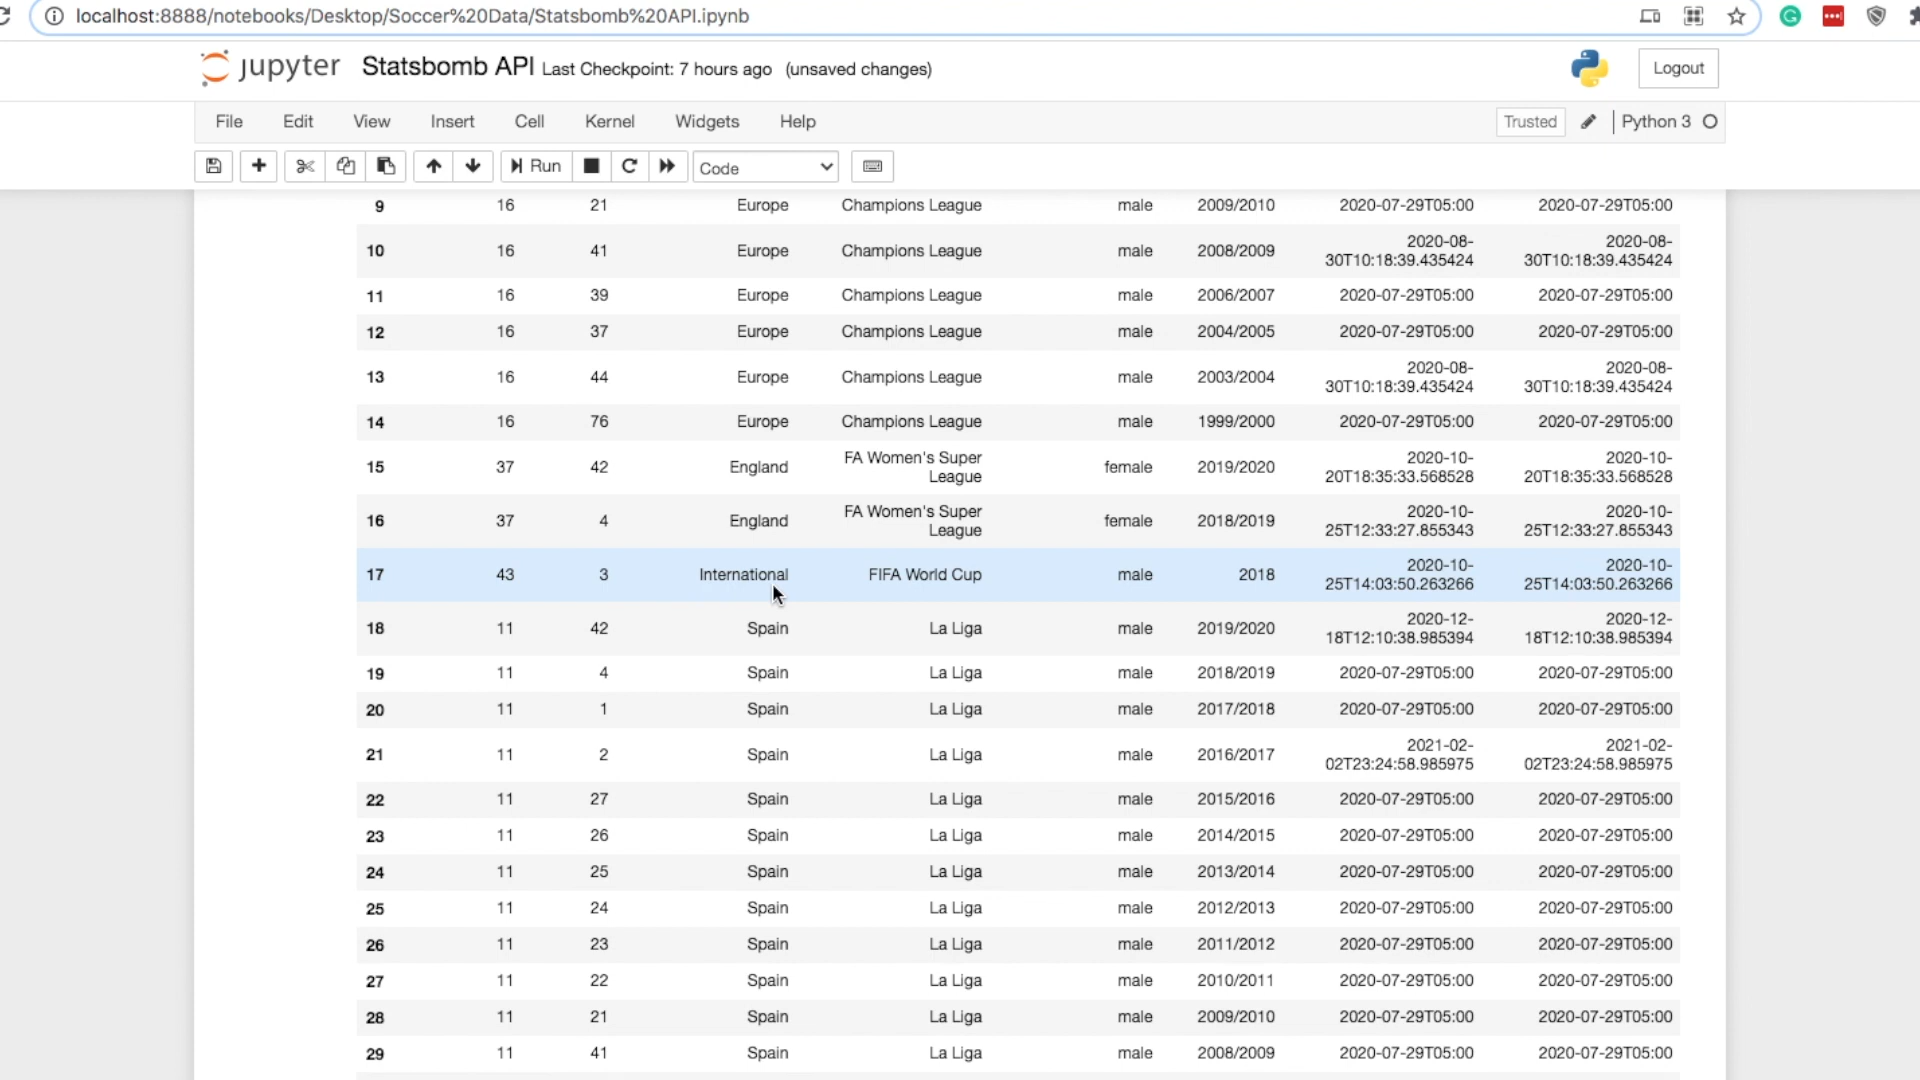 localhost:8888/notebooks/Desktop/Soccer%20Data/Statsbomb%20API.ipynb
jupyter Statsbomb API Last Checkpoint: 7 hours ago (unsaved changes) Logout
File Edit View Insert Cell Kernel Widgets Help Trusted Python 3
Run Code
9 16 21 Europe Champions League male 2009/2010 2020-07-29T05:00 2020-07-29T05:00
2020-08- 2020-08-
10 16 41 Europe Champions League male 2008/2009
30T10:18:39.435424 30T10:18:39.435424
11 16 39 Europe Champions League male 2006/2007 2020-07-29T05:00 2020-07-29T05:00
12 16 37 Europe Champions League male 2004/2005 2020-07-29T05:00 2020-07-29T05:00
2020-08- 2020-08-
13 16 44 Europe Champions League male 2003/2004
30T10:18:39.435424 30T10:18:39.435424
14 16 76 Europe Champions League male 1999/2000 2020-07-29T05:00 2020-07-29T05:00
FA Women's Super 2020-10- 2020-10-
15 37 42 England female 2019/2020
League 20T18:35:33.568528 20T18:35:33.568528
FA Women's Super 2020-10- 2020-10-
16 37 4 England female 2018/2019
League 25T12:33:27.855343 25T12:33:27.855343
2020-10- 2020-10-
17 43 3 International FIFA World Cup male 2018
25T14:03:50.263266 25T14:03:50.263266
2020-12- 2020-12-
18 11 42 Spain La Liga male 2019/2020
18T12:10:38.985394 18T12:10:38.985394
19 11 4 Spain La Liga male 2018/2019 2020-07-29T05:00 2020-07-29T05:00
20 11 1 Spain La Liga male 2017/2018 2020-07-29T05:00 2020-07-29T05:00
2021-02- 2021-02-
21 11 2 Spain La Liga male 2016/2017
02T23:24:58.985975 02T23:24:58.985975
22 11 27 Spain La Liga male 2015/2016 2020-07-29T05:00 2020-07-29T05:00
23 11 26 Spain La Liga male 2014/2015 2020-07-29T05:00 2020-07-29T05:00
24 11 25 Spain La Liga male 2013/2014 2020-07-29T05:00 2020-07-29T05:00
25 11 24 Spain La Liga male 2012/2013 2020-07-29T05:00 2020-07-29T05:00
26 11 23 Spain La Liga male 2011/2012 2020-07-29T05:00 2020-07-29T05:00
27 11 22 Spain La Liga male 2010/2011 2020-07-29T05:00 2020-07-29T05:00
28 11 21 Spain La Liga male 2009/2010 2020-07-29T05:00 2020-07-29T05:00
29 11 41 Spain La Liga male 2008/2009 2020-07-29T05:00 2020-07-29T05:00